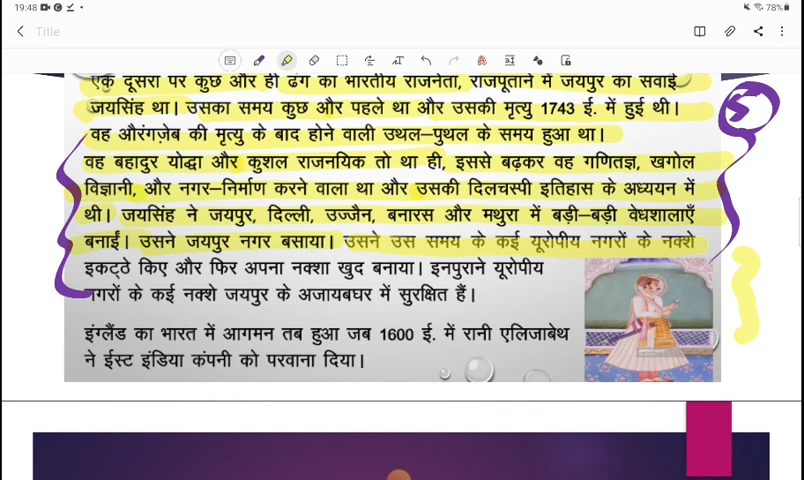 19:48
78%
Title
एक दूसरा पर कुछ और ही ढंग का भारतीय राजनेता, राजपूताने में जयपुर का सवाई
जयसिंह था। उसका समय कुछ और पहले था और उसकी मृत्यु 1743 ई. में हुई थी।
वह औरंगज़ेब की मृत्यु के बाद होने वाली उथल–पुथल के समय हुआ था।
वह बहादुर योद्धा और कुशल राजनयिक तो था ही, इससे बढ़कर वह गणितज्ञ, खगोल
विज्ञानी, और नगर–निर्माण करने वाला था और उसकी दिलचस्पी इतिहास के अध्ययन में
थी। जयसिंह ने जयपुर, दिल्ली, उज्जैन, बनारस और मथुरा में बड़ी–बड़ी वेधशालाएँ
बनाईं। उसने जयपुर नगर बसाया। उसने उस समय के कई यूरोपीय नगरों के नक्शे
इकट्ठे किए और फिर अपना नक्शा खुद बनाया। इनपुराने यूरोपीय
नगरों के कई नक्शे जयपुर के अजायबघर में सुरक्षित हैं।
इंग्लैंड का भारत में आगमन तब हुआ जब 1600 ई. में रानी एलिजाबेथ
ने ईस्ट इंडिया कंपनी को परवाना दिया।
5